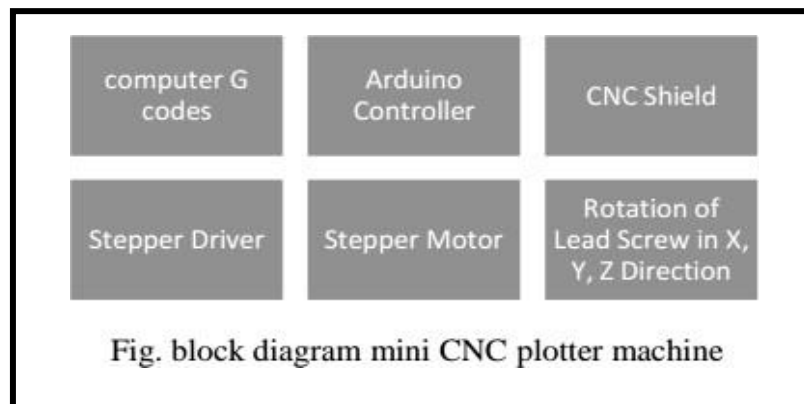 computer G
codes
Arduino
Controller
CNC Shield
Stepper Driver
Stepper Motor
Rotation of
Lead Screw in X,
Y, Z Direction
Fig. block diagram mini CNC plotter machine